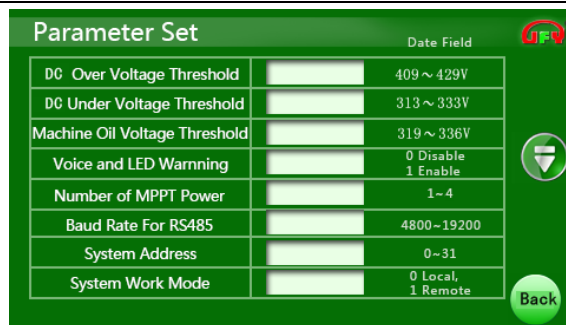 Parameter Set
Date Field
DC Over Voltage Threshold 409～429V
DC Under Voltage Threshold 313～333V
Machine Oil Voltage Threshold 319～336V
Voice and LED Warnning 0 Disable
1 Enable
Number of MPPT Power 1~4
Baud Rate For RS485 4800~19200
System Address 0~31
System Work Mode 0 Local,
1 Remote
Back